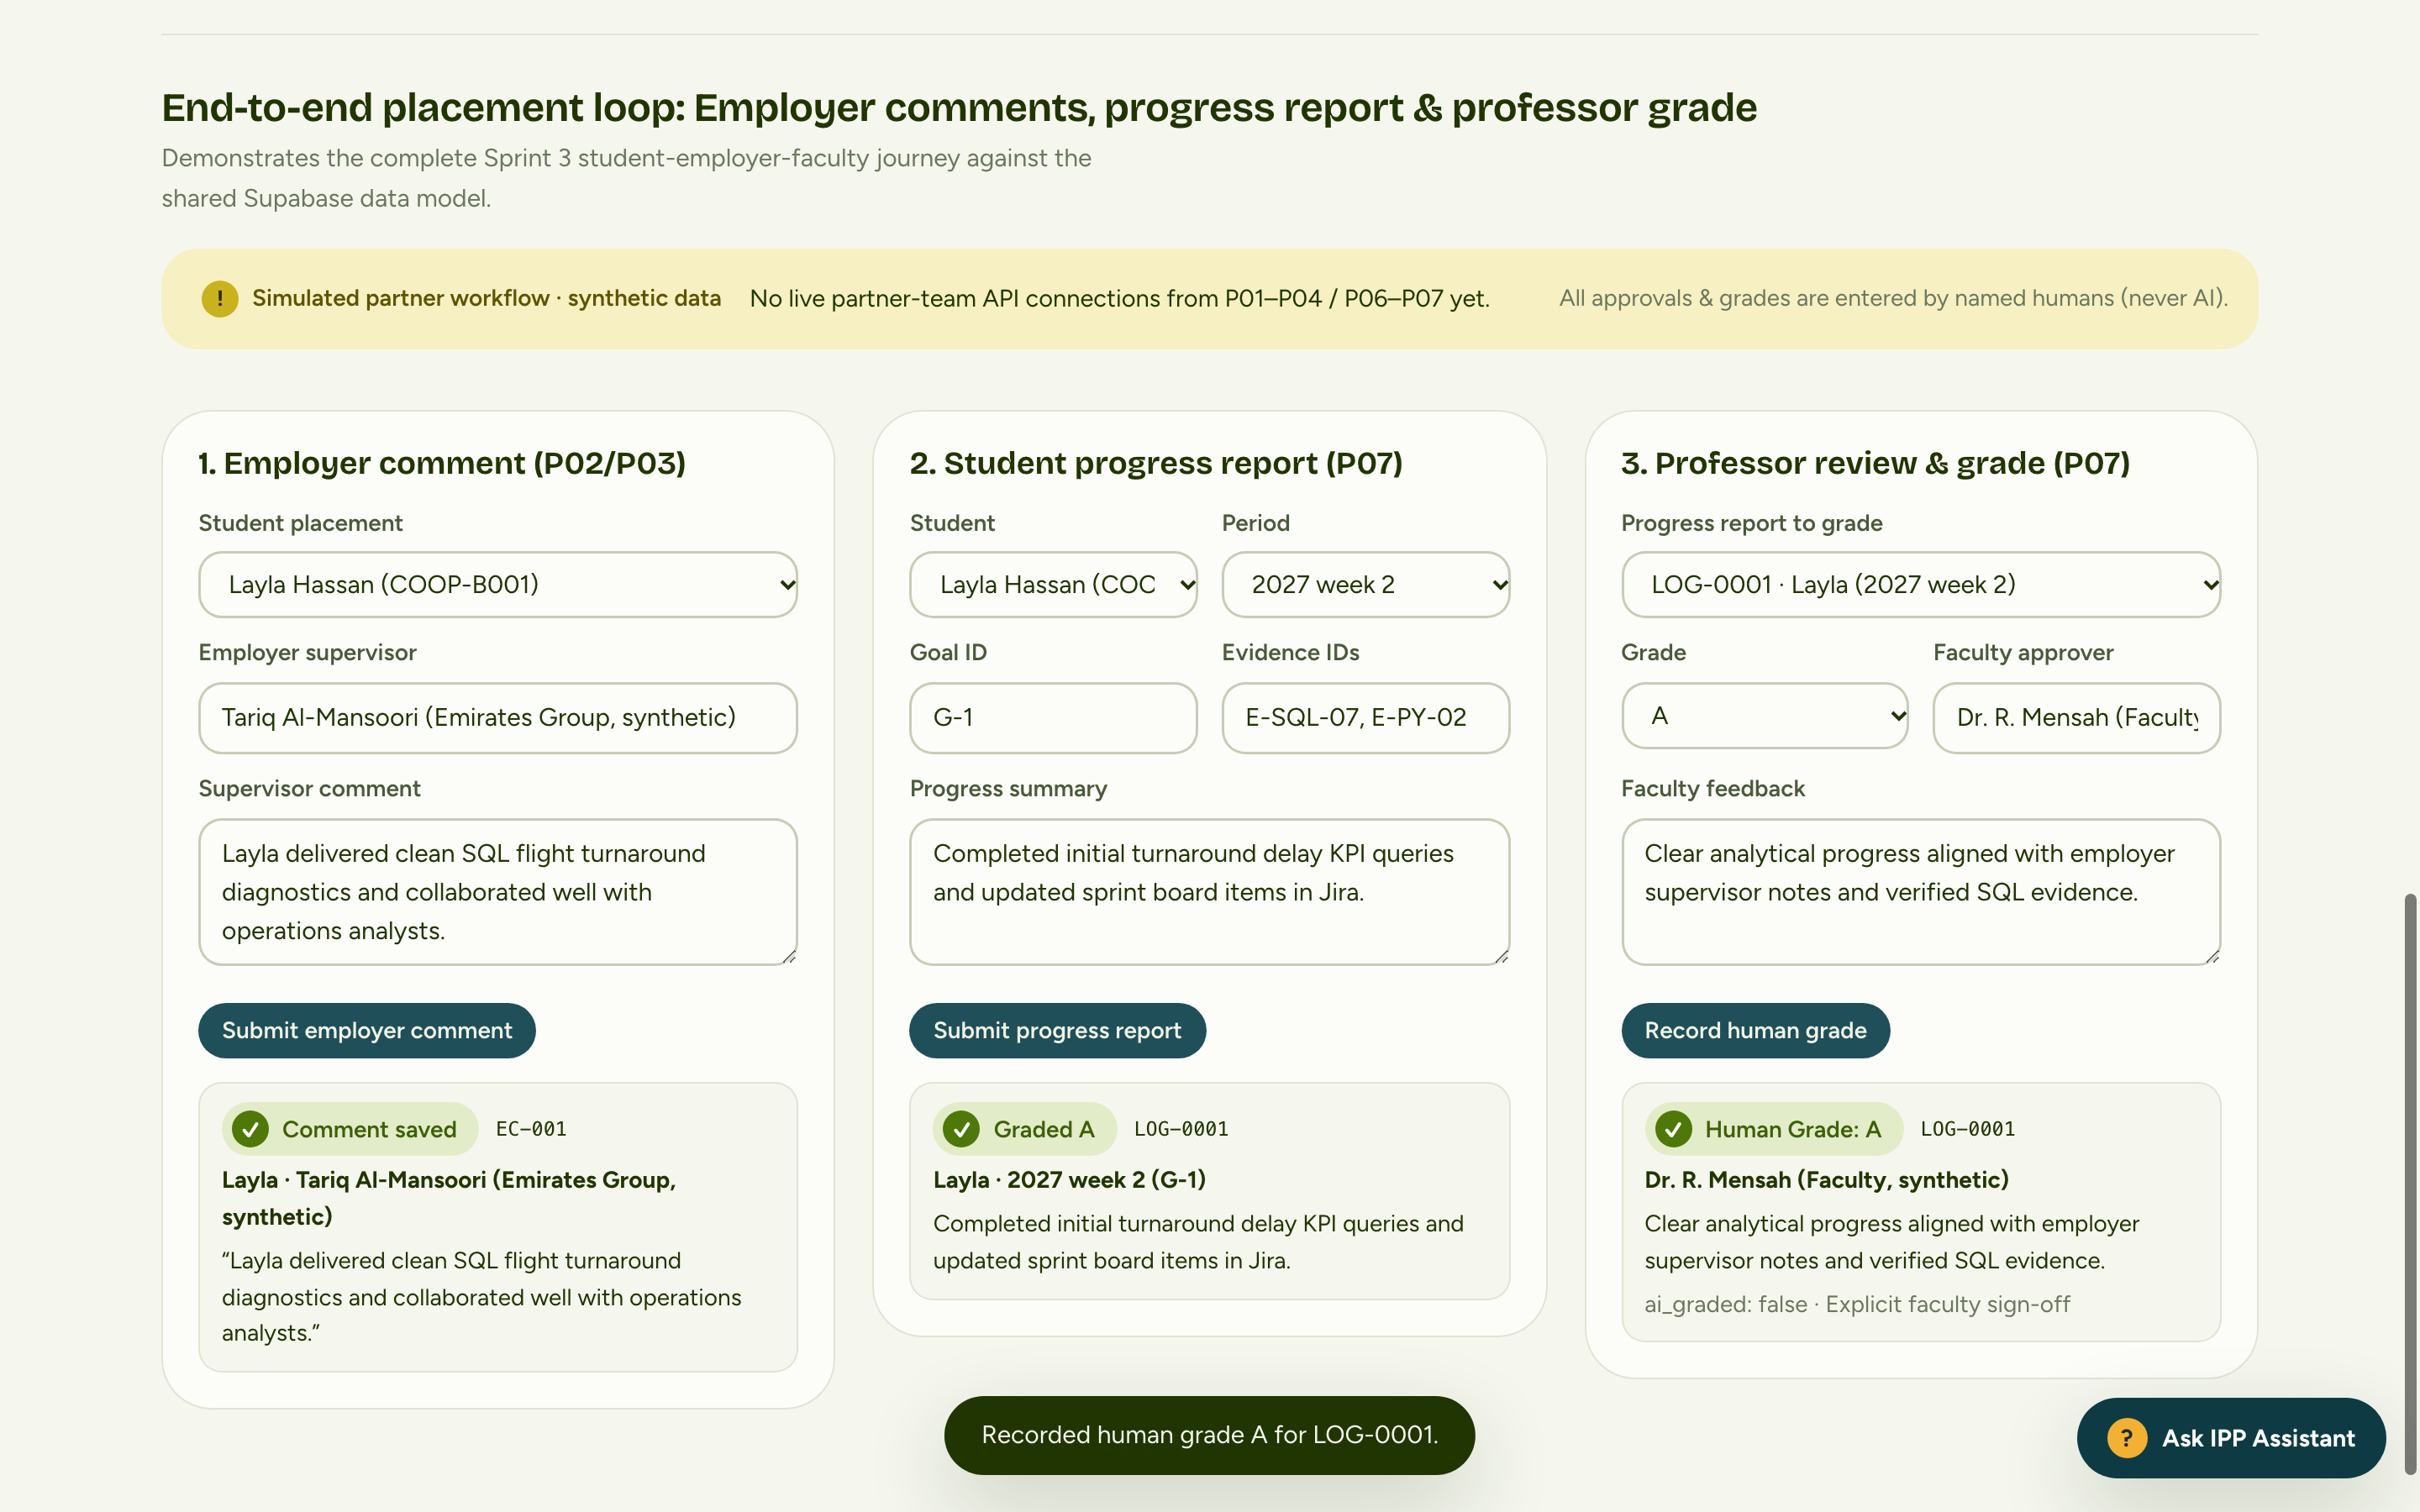 End-to-end placement loop: Employer comments, progress report & professor grade
Demonstrates the complete Sprint 3 student-employer-faculty journey against the
shared Supabase data model.
! Simulated partner workflow · synthetic data No live partner-team API connections from P01–P04 / P06–P07 yet. All approvals & grades are entered by named humans (never AI).
1. Employer comment (P02/P03)
Student placement
Layla Hassan (COOP-B001)
Employer supervisor
Tariq Al-Mansoori (Emirates Group, synthetic)
Supervisor comment
Layla delivered clean SQL flight turnaround
diagnostics and collaborated well with
operations analysts.
Submit employer comment
Comment saved EC-001
Layla · Tariq Al-Mansoori (Emirates Group,
synthetic)
“Layla delivered clean SQL flight turnaround
diagnostics and collaborated well with operations
analysts.”
2. Student progress report (P07)
Student Period
Layla Hassan (COO 2027 week 2
Goal ID Evidence IDs
G-1 E-SQL-07, E-PY-02
Progress summary
Completed initial turnaround delay KPI queries
and updated sprint board items in Jira.
Submit progress report
Graded A LOG-0001
Layla · 2027 week 2 (G-1)
Completed initial turnaround delay KPI queries and
updated sprint board items in Jira.
3. Professor review & grade (P07)
Progress report to grade
LOG-0001 · Layla (2027 week 2)
Grade Faculty approver
A Dr. R. Mensah (Faculty
Faculty feedback
Clear analytical progress aligned with employer
supervisor notes and verified SQL evidence.
Record human grade
Human Grade: A LOG-0001
Dr. R. Mensah (Faculty, synthetic)
Clear analytical progress aligned with employer
supervisor notes and verified SQL evidence.
ai_graded: false · Explicit faculty sign-off
Recorded human grade A for LOG-0001.
? Ask IPP Assistant